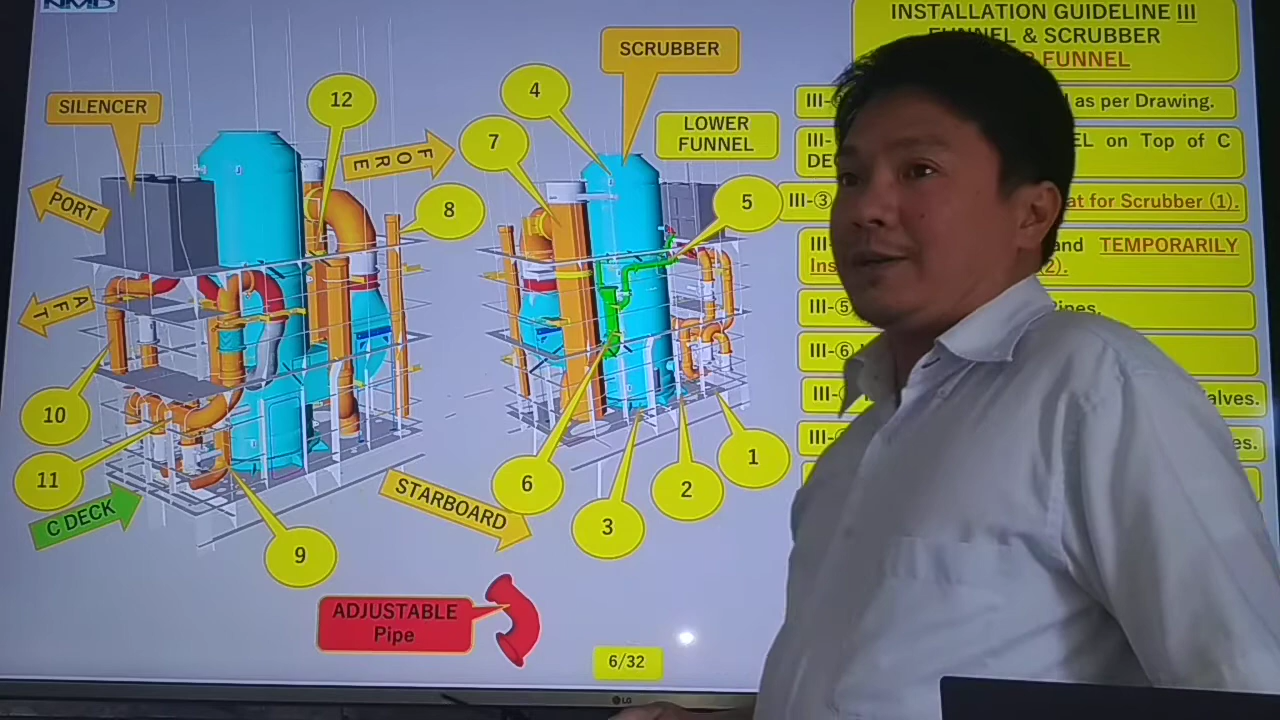 NMD
SILENCER
12
FORE
PORT
AFT
8
10
11
C DECK
9
STARBOARD
ADJUSTABLE
Pipe
SCRUBBER
4
7
LOWER
FUNNEL
5
6
3
2
1
6/32
LG
INSTALLATION GUIDELINE III
FUNNEL & SCRUBBER
FUNNEL
III-
as per Drawing.
III-
EL on Top of C
DE
III-③
at for Scrubber (1).
III-
and TEMPORARILY
Ins
(2).
III-⑤
ipes.
III-⑥
III-
alves.
III-
es.